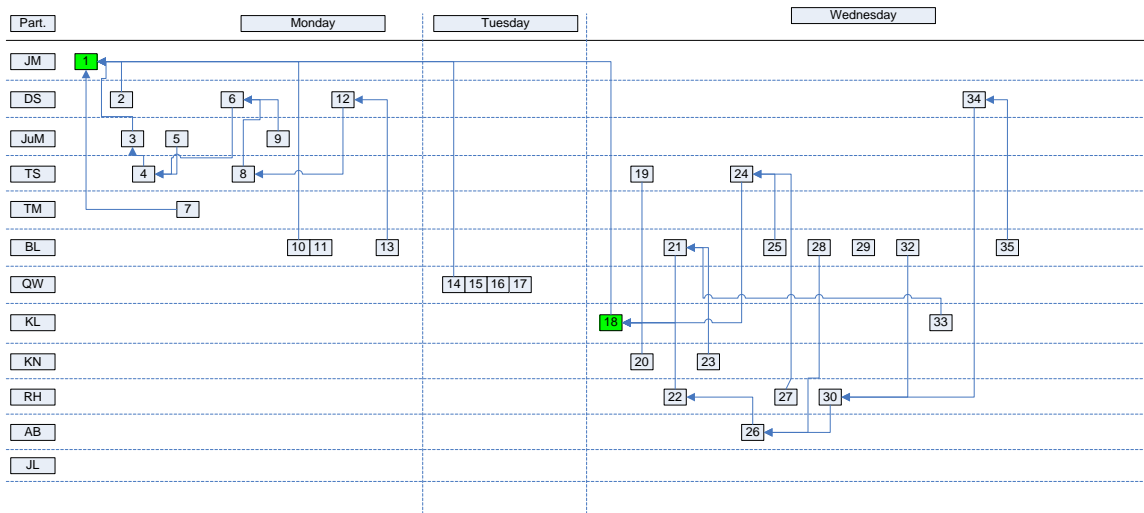 Part. Monday Tuesday Wednesday
JM 1
DS 2 6 12 34
JuM 3 5 9
TS 4 8 19 24
TM 7
BL 10 11 13 21 25 28 29 32 35
QW 14 15 16 17
KL 18 33
KN 20 23
RH 22 27 30
AB 26
JL